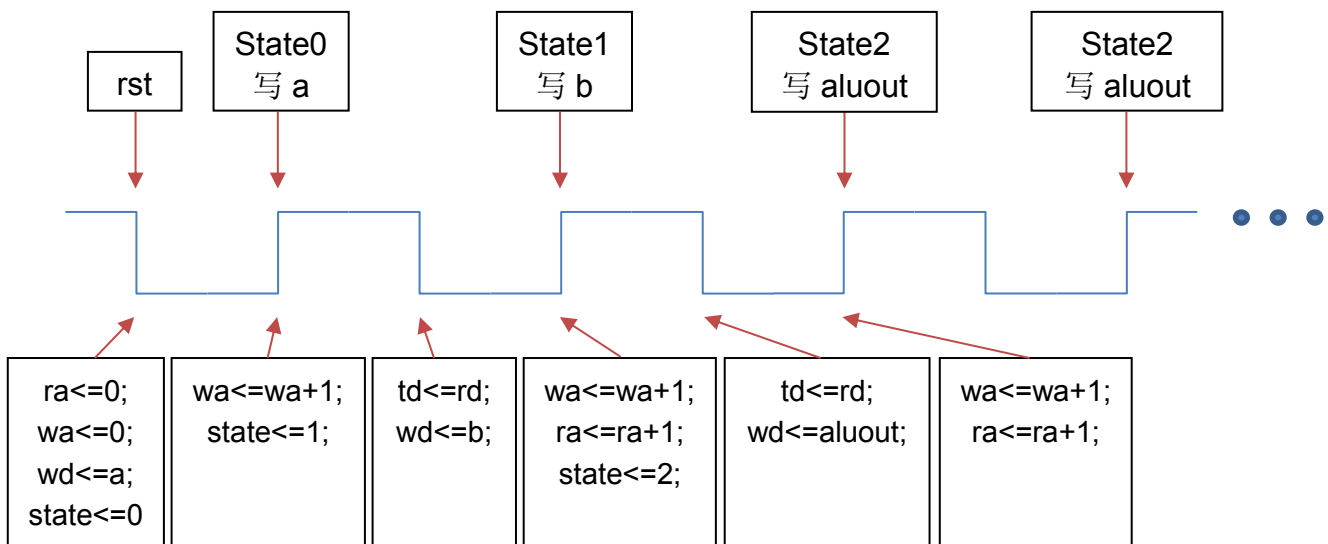 rst
State0
写 a
State1
写 b
State2
写 aluout
State2
写 aluout
ra<=0;
wa<=0;
wd<=a;
state<=0
wa<=wa+1;
state<=1;
td<=rd;
wd<=b;
wa<=wa+1;
ra<=ra+1;
state<=2;
td<=rd;
wd<=aluout;
wa<=wa+1;
ra<=ra+1;